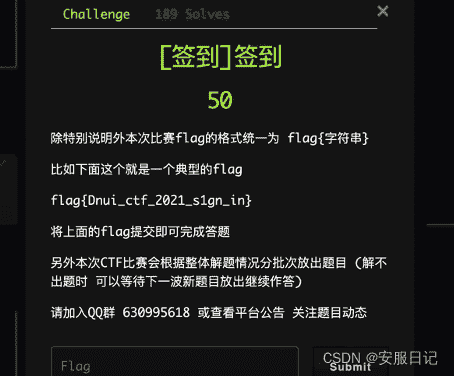 Challenge 189 Solves ×
[签到]签到
50
除特别说明外本次比赛flag的格式统一为 flag{字符串}
比如下面这个就是一个典型的flag
flag{Dnui_ctf_2021_s1gn_in}
将上面的flag提交即可完成答题
另外本次CTF比赛会根据整体解题情况分批次放出题目 (解不
出题时 可以等待下一波新题目放出继续作答)
请加入QQ群 630995618 或查看平台公告 关注题目动态
Flag Submit
CSDN @安服日记